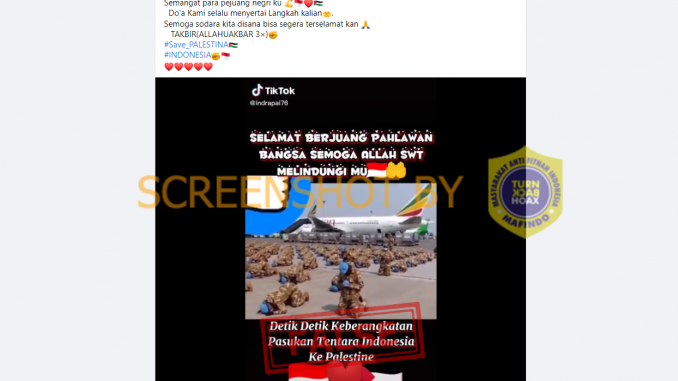 Semangat para pejuang negri ku 💪🇮🇩❤️🇵🇸
Do'a Kami selalu menyertai Langkah kalian🤲.
Semoga sodara kita disana bisa segera terselamat kan 🙏
TAKBIR(ALLAHUAKBAR 3×)✊
#Save_PALESTINA🇵🇸
#INDONESIA✊🇮🇩
❤️❤️❤️❤️❤️
TikTok
@indrapai76
SELAMAT BERJUANG PAHLAWAN
BANGSA SEMOGA ALLAH SWT
MELINDUNGI MU🇮🇩🤲
SCREENSHOT BY
MASYARAKAT ANTI FITNAH INDONESIA
TURN
BACK
HOAX
MAFINDO
Detik Detik Keberangkatan
Pasukan Tentara Indonesia
Ke Palestine
FALSE